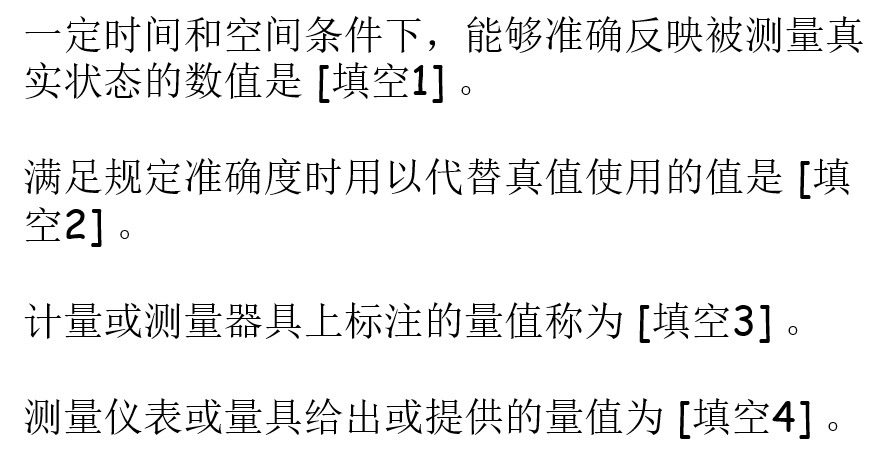 一定时间和空间条件下，能够准确反映被测量真
实状态的数值是 [填空1] 。
满足规定准确度时用以代替真值使用的值是 [填
空2] 。
计量或测量器具上标注的量值称为 [填空3] 。
测量仪表或量具给出或提供的量值为 [填空4] 。